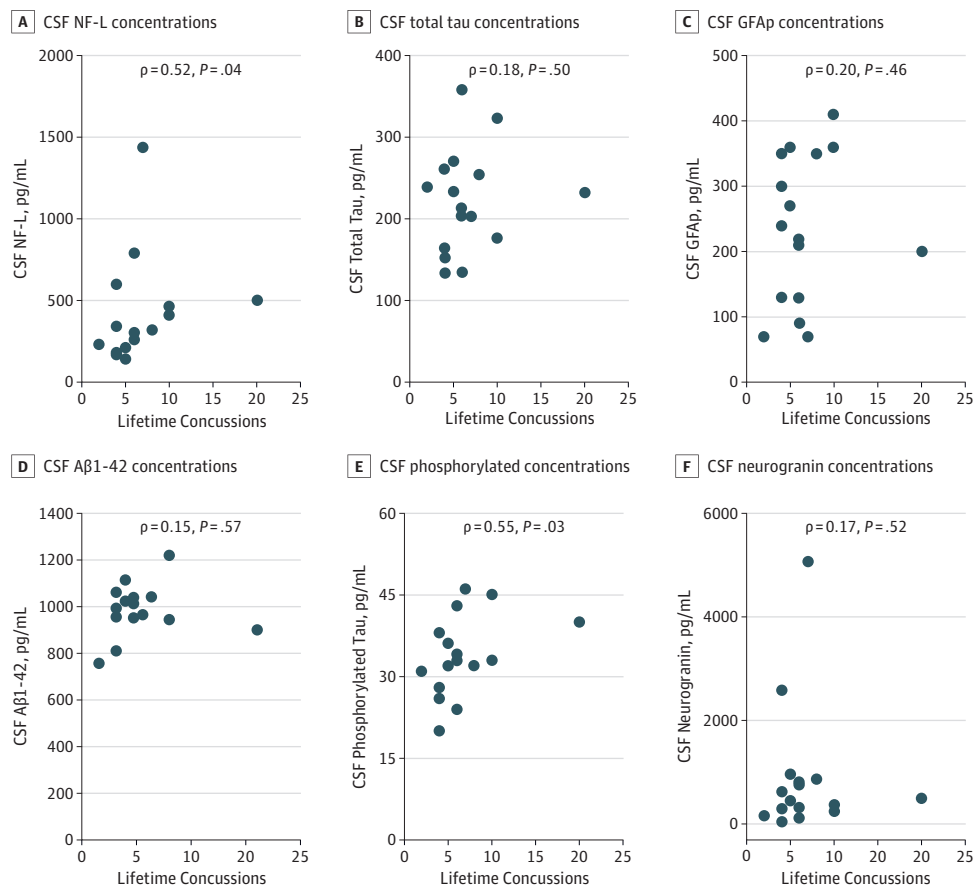 A CSF NF-L concentrations
2000
1500
1000
500
0
CSF NF-L, pg/mL
ρ=0.52, P=.04
0 5 10 15 20 25
Lifetime Concussions
B CSF total tau concentrations
400
300
200
100
0
CSF Total Tau, pg/mL
ρ=0.18, P=.50
0 5 10 15 20 25
Lifetime Concussions
C CSF GFAp concentrations
500
400
300
200
100
0
CSF GFAp, pg/mL
ρ=0.20, P=.46
0 5 10 15 20 25
Lifetime Concussions
D CSF Aβ1-42 concentrations
1400
1200
1000
800
600
400
200
0
CSF Aβ1-42, pg/mL
ρ=0.15, P=.57
0 5 10 15 20 25
Lifetime Concussions
E CSF phosphorylated concentrations
60
45
30
15
0
CSF Phosphorylated Tau, pg/mL
ρ=0.55, P=.03
0 5 10 15 20 25
Lifetime Concussions
F CSF neurogranin concentrations
6000
4000
2000
0
CSF Neurogranin, pg/mL
ρ=0.17, P=.52
0 5 10 15 20 25
Lifetime Concussions